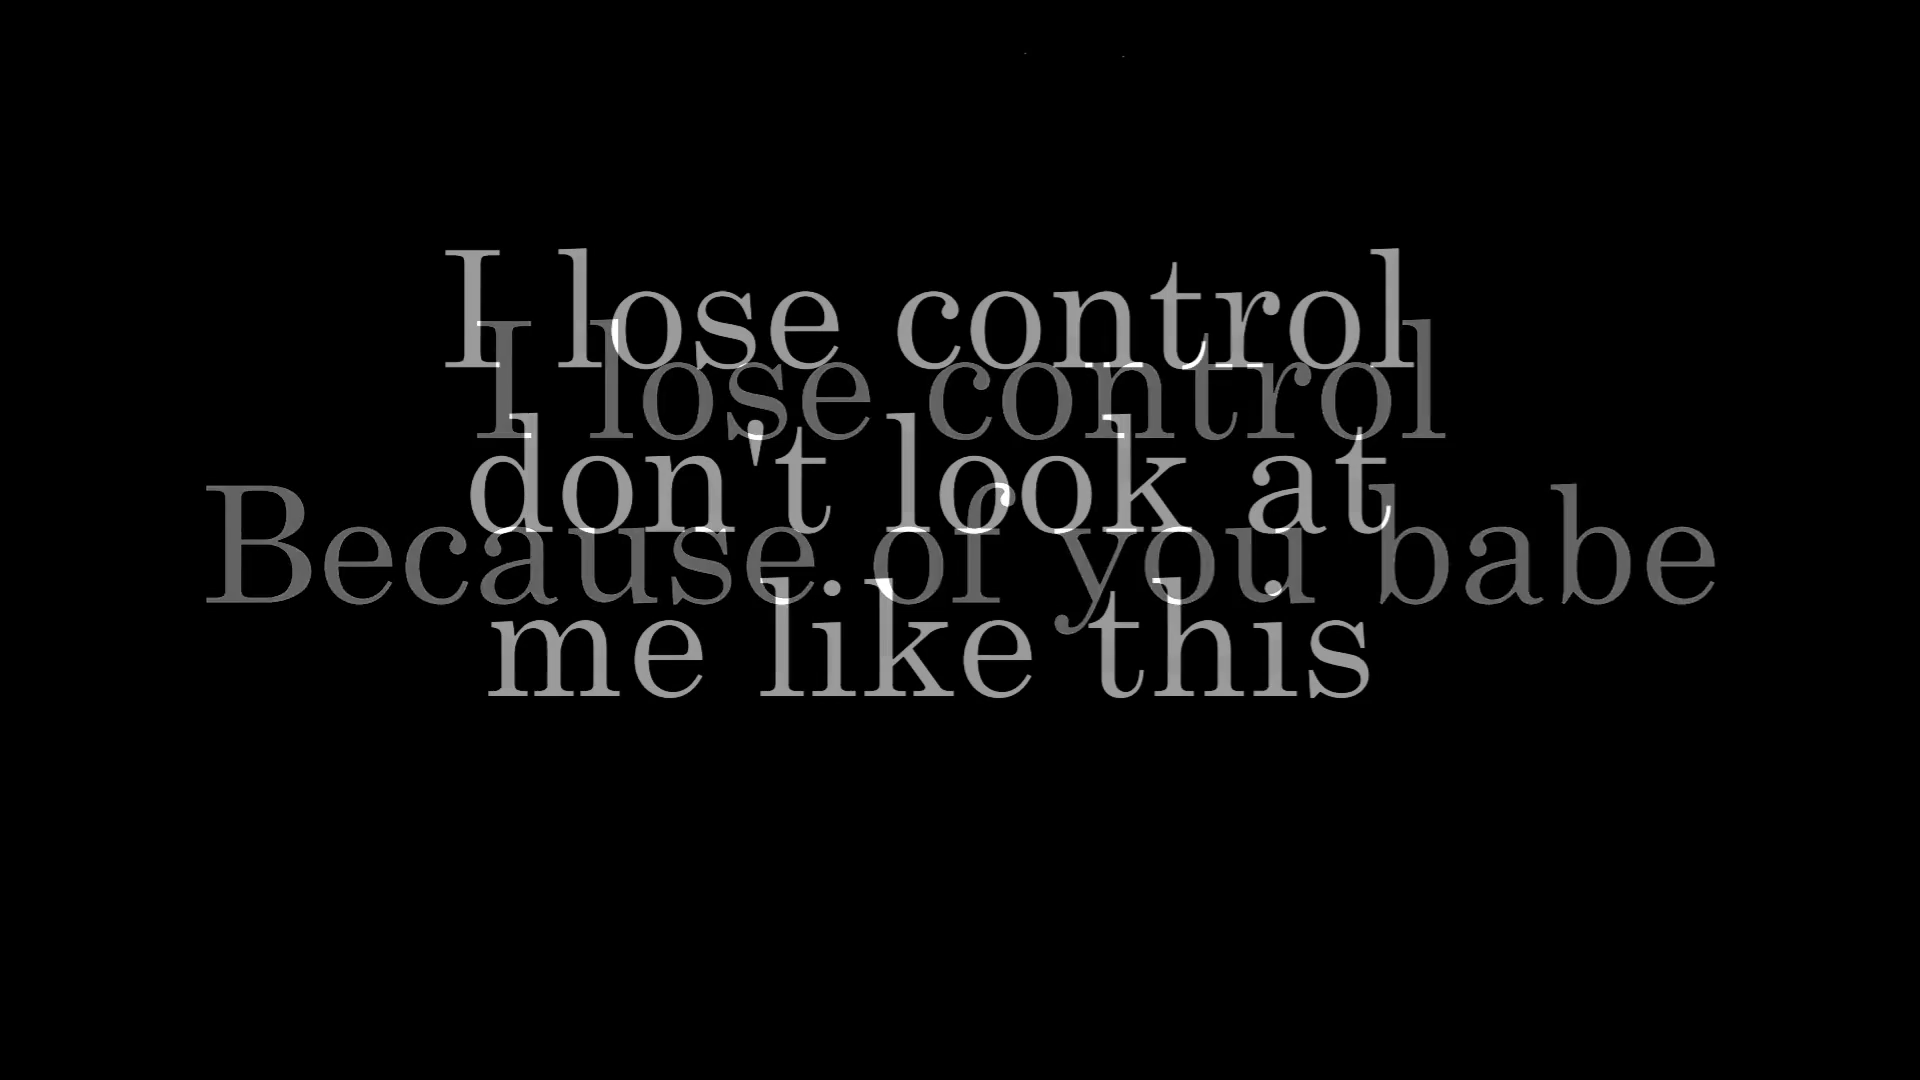 I lose control
I lose control
don't look at
Because of you babe
me like this